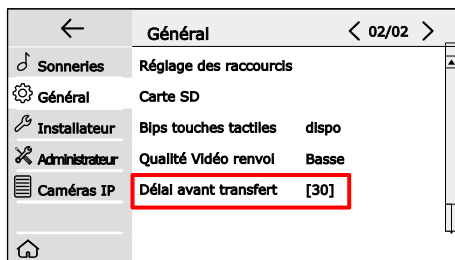 Général
02/02
Sonneries
Général
Installateur
Administrateur
Caméras IP
Réglage des raccourcis
Carte SD
Bips touches tactiles dispo
Qualité Vidéo renvoi Basse
Délai avant transfert [30]